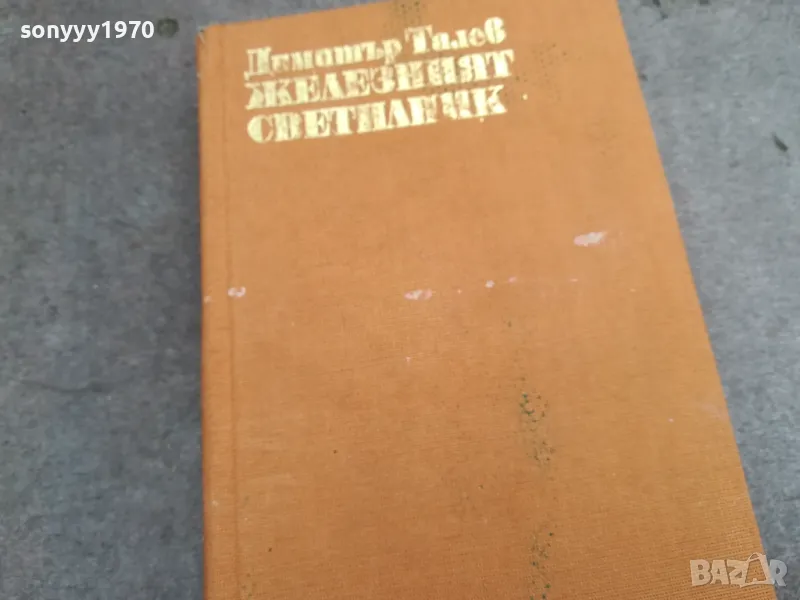 sonyyy1970
Димитър Талев
ЖЕЛЕЗНИЯТ
СВЕТИЛНИК
BAZAR